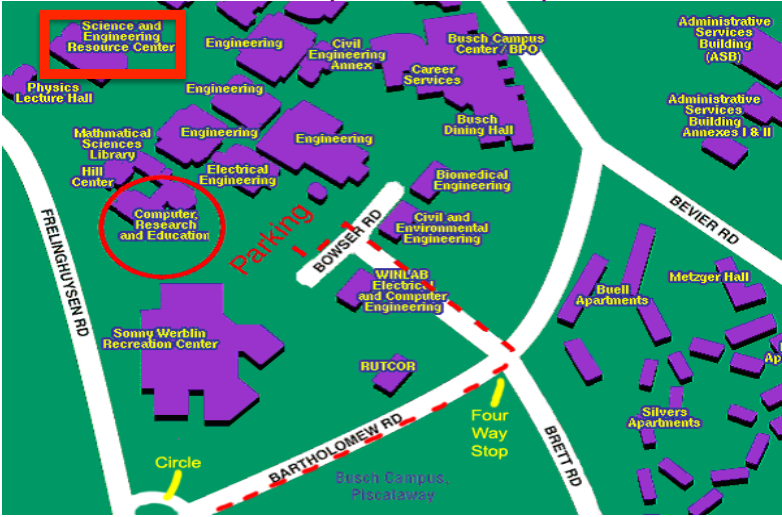 Science and
Engineering
Resource Center
Physics
Lecture Hall
Engineering
Civil
Engineering
Annex
Busch Campus
Center / BPO
Career
Services
Busch
Dining Hall
Administrative
Services
Building
(ASB)
Administrative
Services
Building
Annexes I & II
Engineering
Mathmatical
Sciences
Library
Engineering
Engineering
Hill
Center
Electrical
Engineering
Biomedical
Engineering
Computer,
Research
and Education
Parking
BOWSER RD
Civil and
Environmental
Engineering
BEVIER RD
FRELINGHUYSEN RD
WINLAB
Electrical
and Computer
Engineering
Buell
Apartments
Metzger Hall
Sonny Werblin
Recreation Center
RUTCOR
Silvers
Apartments
Four
Way
Stop
BARTHOLOMEW RD
BRETT RD
Circle
Busch Campus,
Piscataway